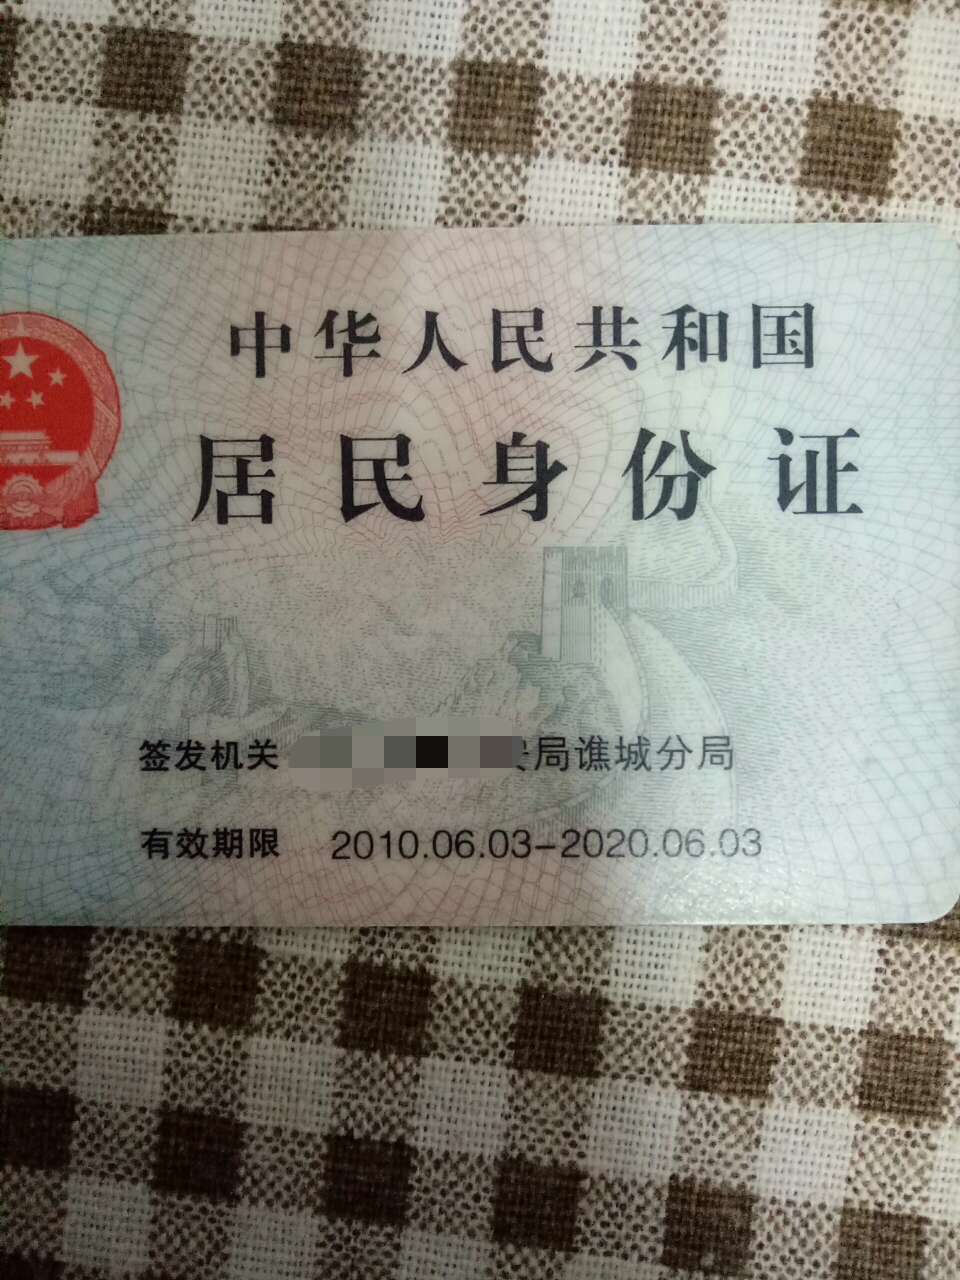 中华人民共和国
居民身份证
签发机关 局谯城分局
有效期限 2010.06.03-2020.06.03